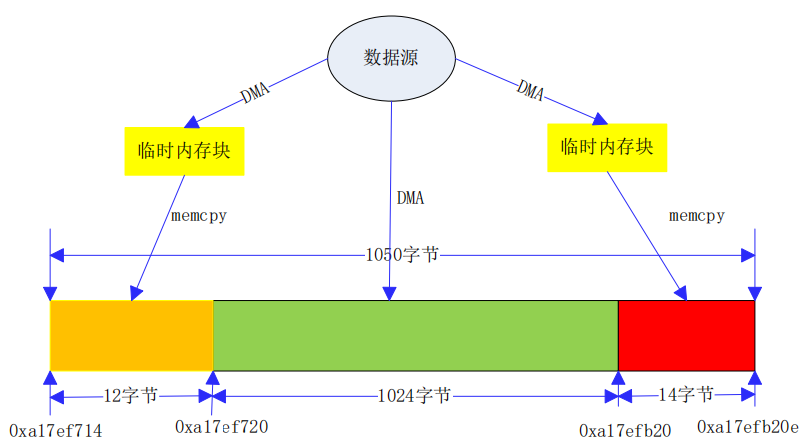 数据源
DMA
DMA
临时内存块
临时内存块
DMA
memcpy
memcpy
1050字节
12字节
1024字节
14字节
0xa17ef714
0xa17ef720
0xa17efb20
0xa17efb20e